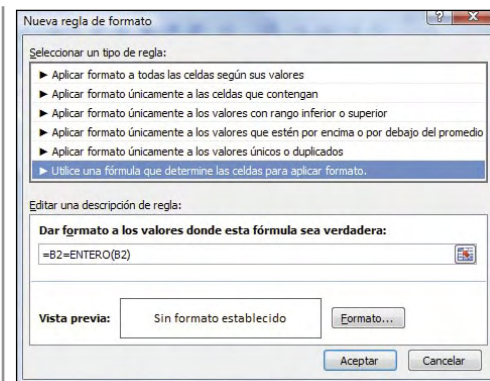 Nueva regla de formato
Seleccionar un tipo de regla:
► Aplicar formato a todas las celdas según sus valores
► Aplicar formato únicamente a las celdas que contengan
► Aplicar formato únicamente a los valores con rango inferior o superior
► Aplicar formato únicamente a los valores que estén por encima o por debajo del promedio
► Aplicar formato únicamente a los valores únicos o duplicados
► Utilice una fórmula que determine las celdas para aplicar formato.
Editar una descripción de regla:
Dar formato a los valores donde esta fórmula sea verdadera:
=B2=ENTERO(B2)
Vista previa: Sin formato establecido Formato...
Aceptar Cancelar